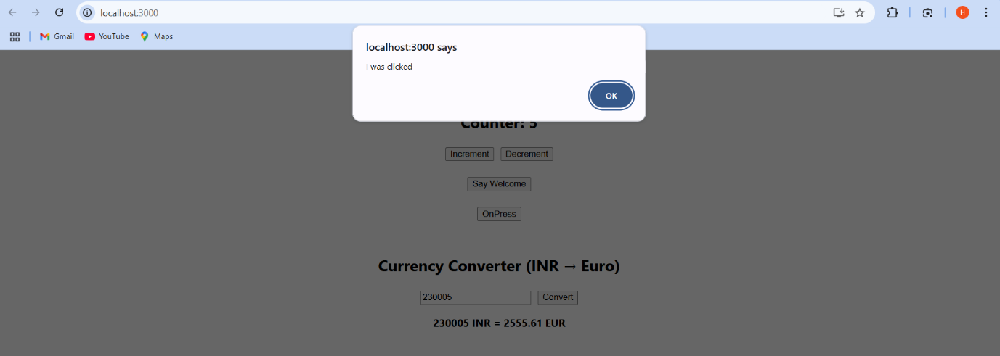 localhost:3000
H
Gmail YouTube Maps
localhost:3000 says
I was clicked
OK
Counter: 5
Increment Decrement
Say Welcome
OnPress
Currency Converter (INR → Euro)
230005 Convert
230005 INR = 2555.61 EUR